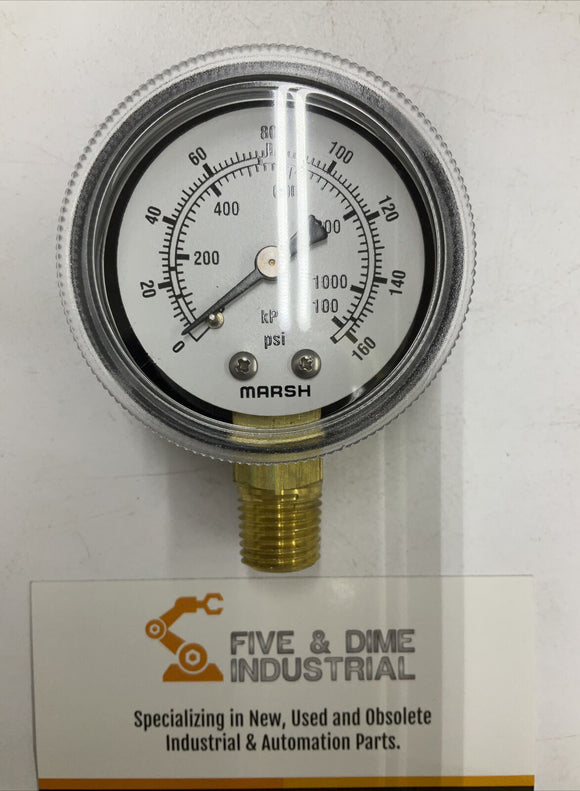 80
60
100
40
400
120
200
20
1000
140
100
0
psi
160
MARSH
FIVE & DIME
INDUSTRIAL
Specializing in New, Used and Obsolete
Industrial & Automation Parts.